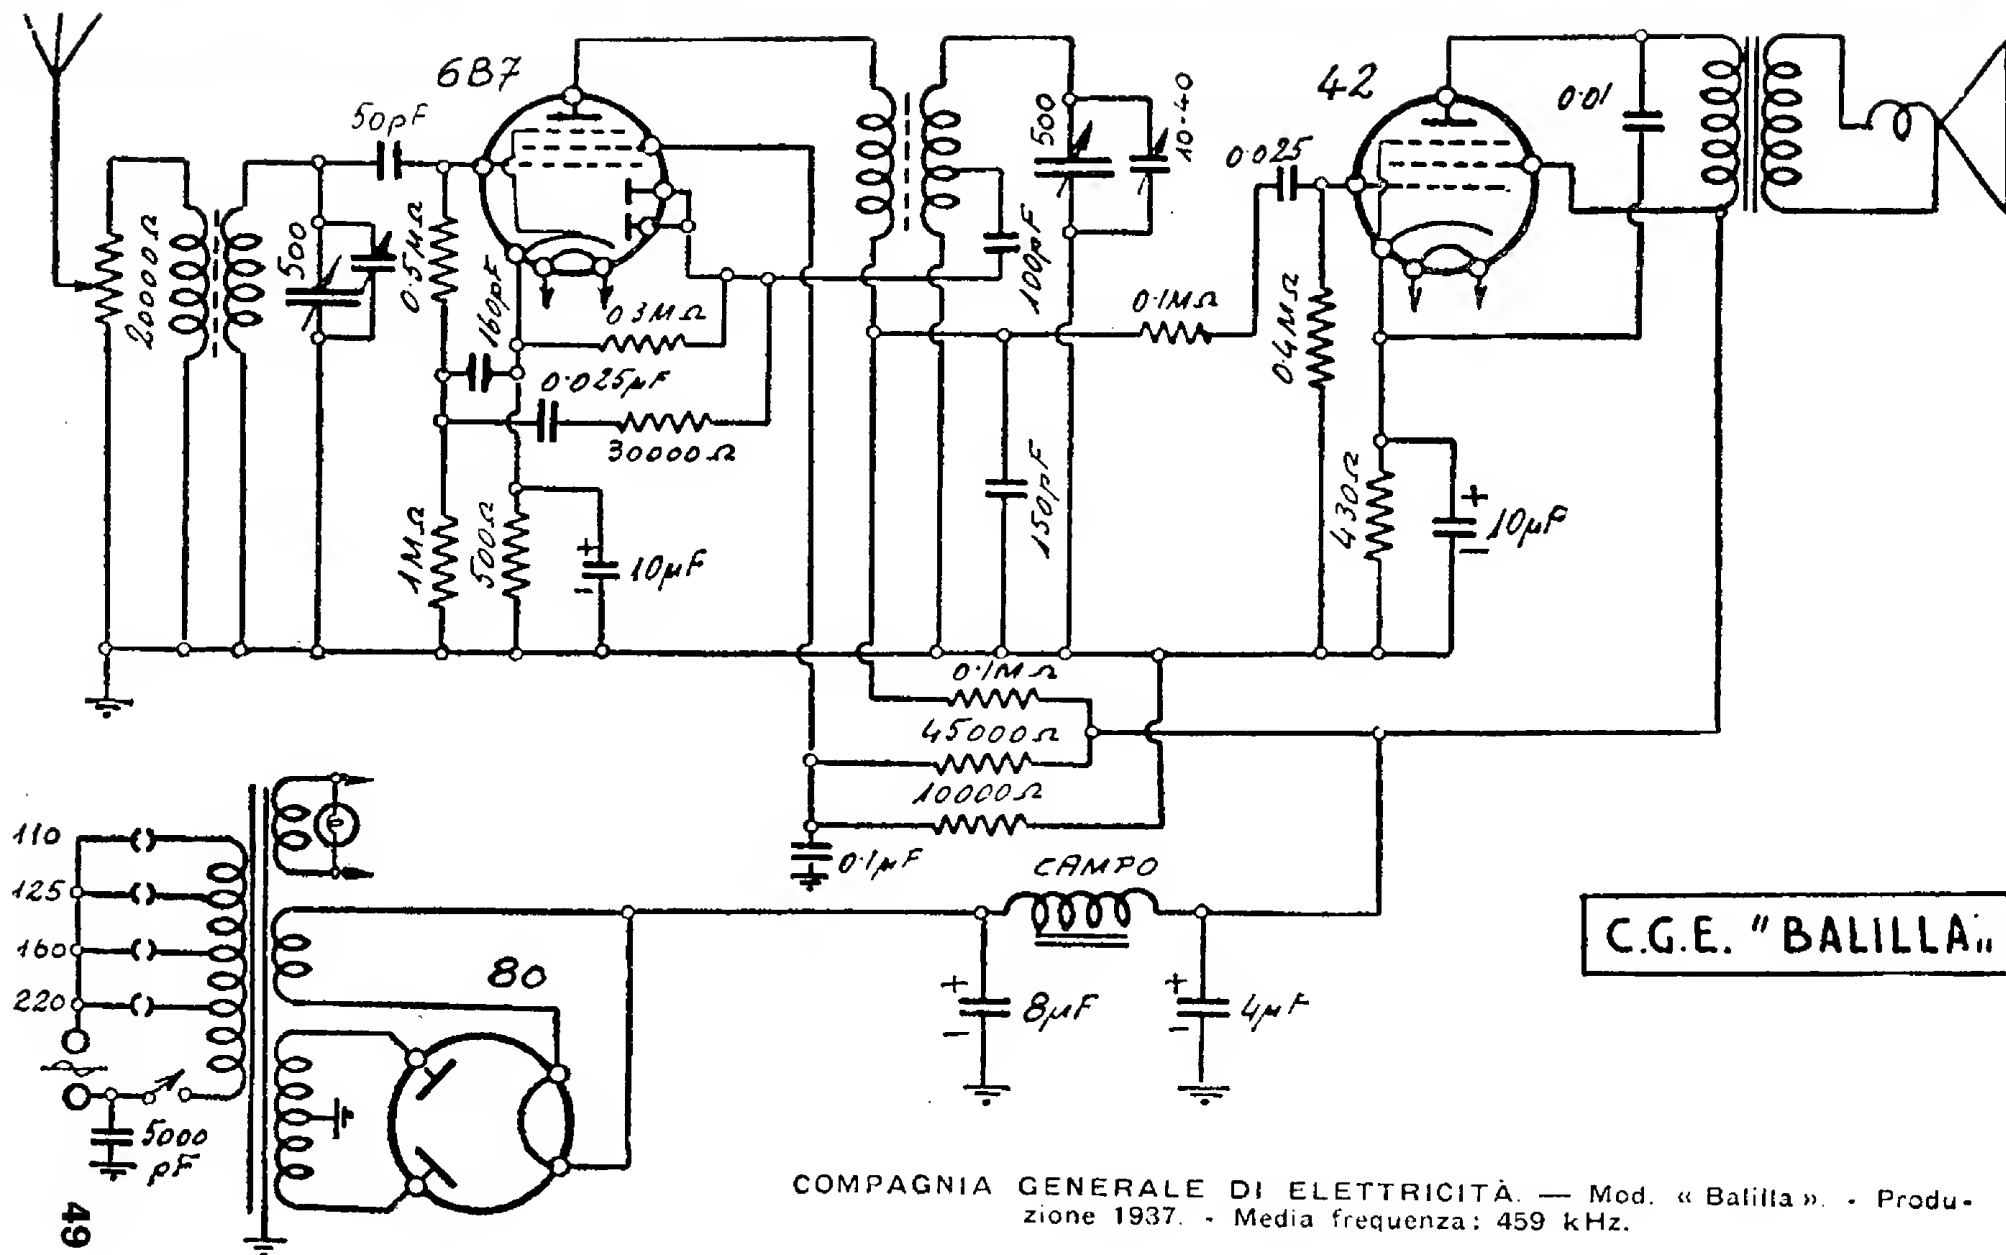 6B7
42
50pF
500
10-40
0.01
0.025
20000Ω
500
0.5MΩ
160pF
0.3MΩ
100pF
0.1MΩ
0.4MΩ
0.025µF
30000Ω
1MΩ
500Ω
+
-
10µF
150pF
430Ω
+
-
10µF
0.1MΩ
45000Ω
10000Ω
0.1µF
CAMPO
110
125
160
220
80
+
-
8µF
+
-
4µF
5000
pF
C.G.E. "BALILLA„
49
COMPAGNIA GENERALE DI ELETTRICITÀ. — Mod. « Balilla ». - Produ-
zione 1937. - Media frequenza: 459 kHz.